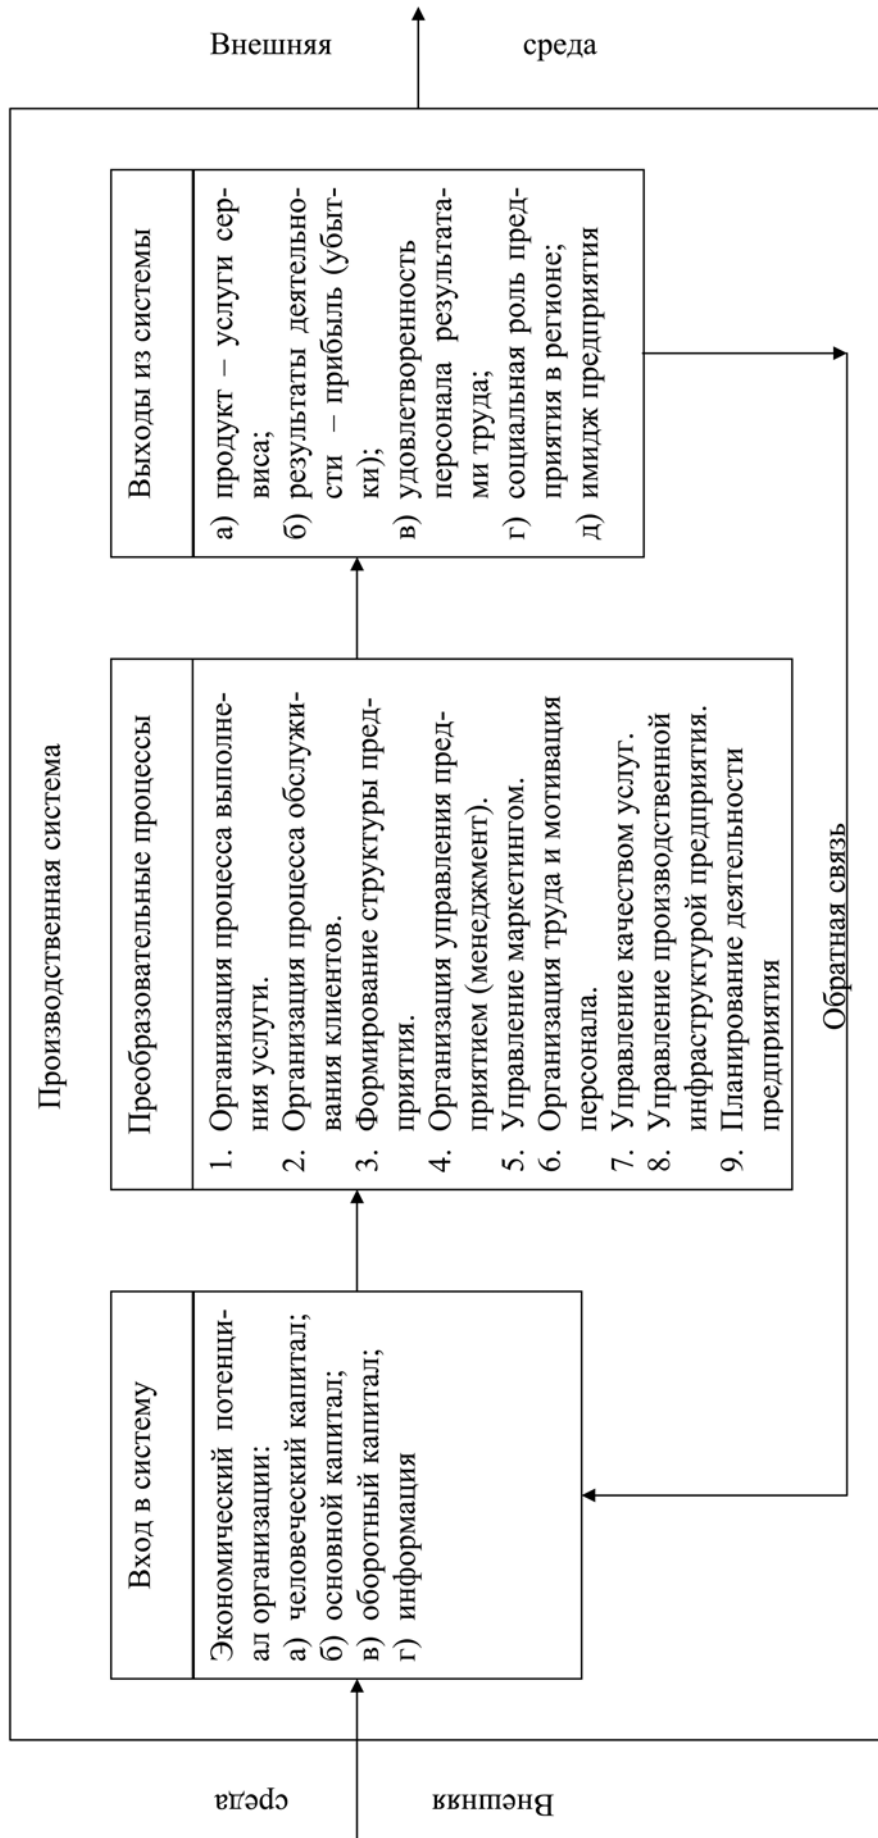 Внешняя
среда
Производственная система
Вход в систему
Экономический потенци-
ал организации:
а) человеческий капитал;
б) основной капитал;
в) оборотный капитал;
г) информация
Преобразовательные процессы
1. Организация процесса выполне-
ния услуги.
2. Организация процесса обслужи-
вания клиентов.
3. Формирование структуры пред-
приятия.
4. Организация управления пред-
приятием (менеджмент).
5. Управление маркетингом.
6. Организация труда и мотивация
персонала.
7. Управление качеством услуг.
8. Управление производственной
инфраструктурой предприятия.
9. Планирование деятельности
предприятия
Выходы из системы
а) продукт – услуги сер-
виса;
б) результаты деятельно-
сти – прибыль (убыт-
ки);
в) удовлетворенность
персонала результата-
ми труда;
г) социальная роль пред-
приятия в регионе;
д) имидж предприятия
Обратная связь
Внешняя
среда